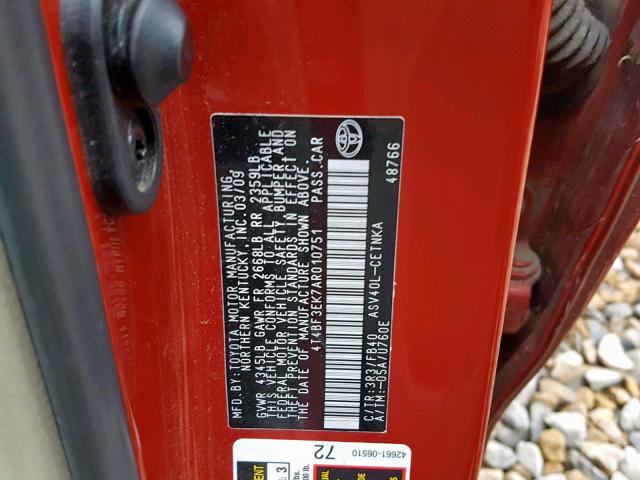 MFD.BY:TOYOTA MOTOR MANUFACTURING,
NORTHERN KENTUCKY, INC. 03/09
GVWR 4345LB GAWR FR 2668LB RR 2359LB
THIS VEHICLE CONFORMS TO ALL APPLICABLE
FEDERAL MOTOR VEHICLE SAFETY, BUMPER AND
THEFT PREVENTION STANDARDS IN EFFECT ON
THE DATE OF MANUFACTURE SHOWN ABOVE.
4T4BF3EK7AR010751 PASS.CAR
C/TR:3R3/FB40 ASV40L-CETNKA
A/TM:-05A/U760E 48766
42661-06510
72